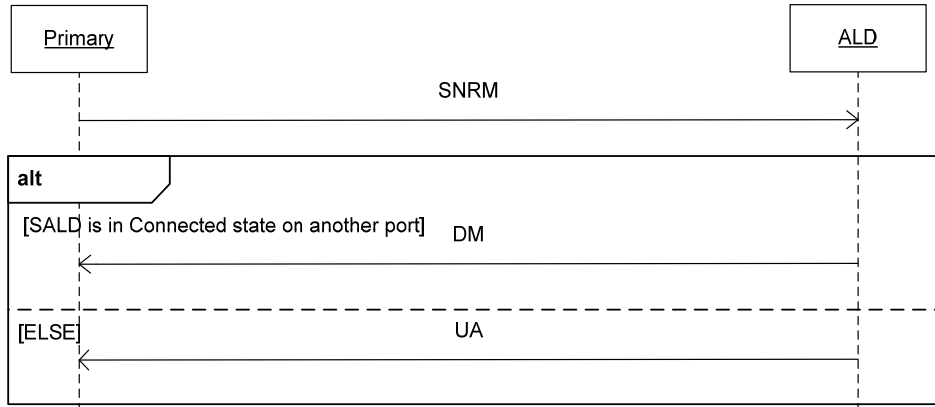 Primary
ALD
SNRM
alt
[SALD is in Connected state on another port]
DM
[ELSE]
UA